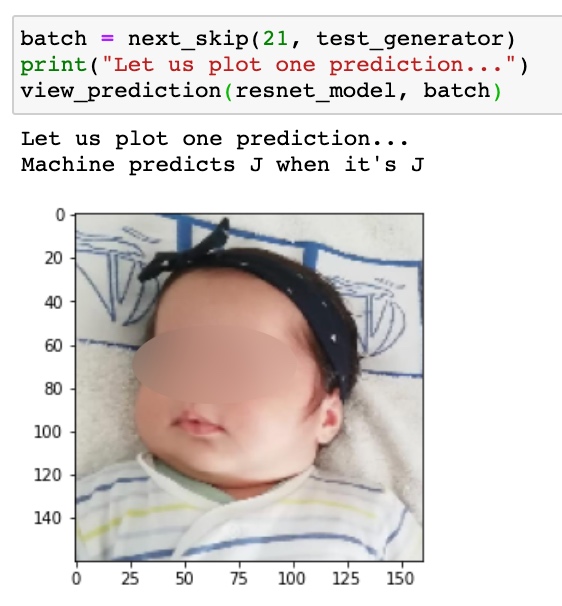 batch = next_skip(21, test_generator)
print("Let us plot one prediction...")
view_prediction(resnet_model, batch)
Let us plot one prediction...
Machine predicts J when it's J
0
20
40
60
80
100
120
140
0 25 50 75 100 125 150